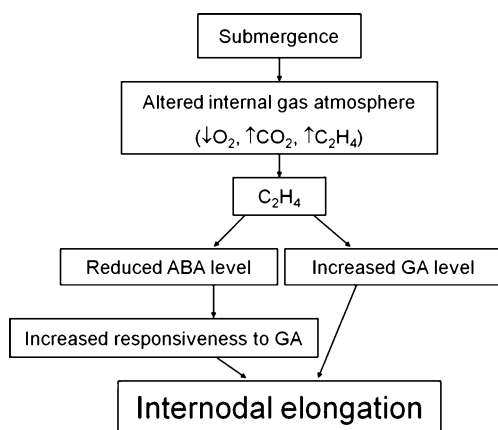 Submergence
Altered internal gas atmosphere
(↓O₂, ↑CO₂, ↑C₂H₄)
C₂H₄
Reduced ABA level
Increased GA level
Increased responsiveness to GA
Internodal elongation